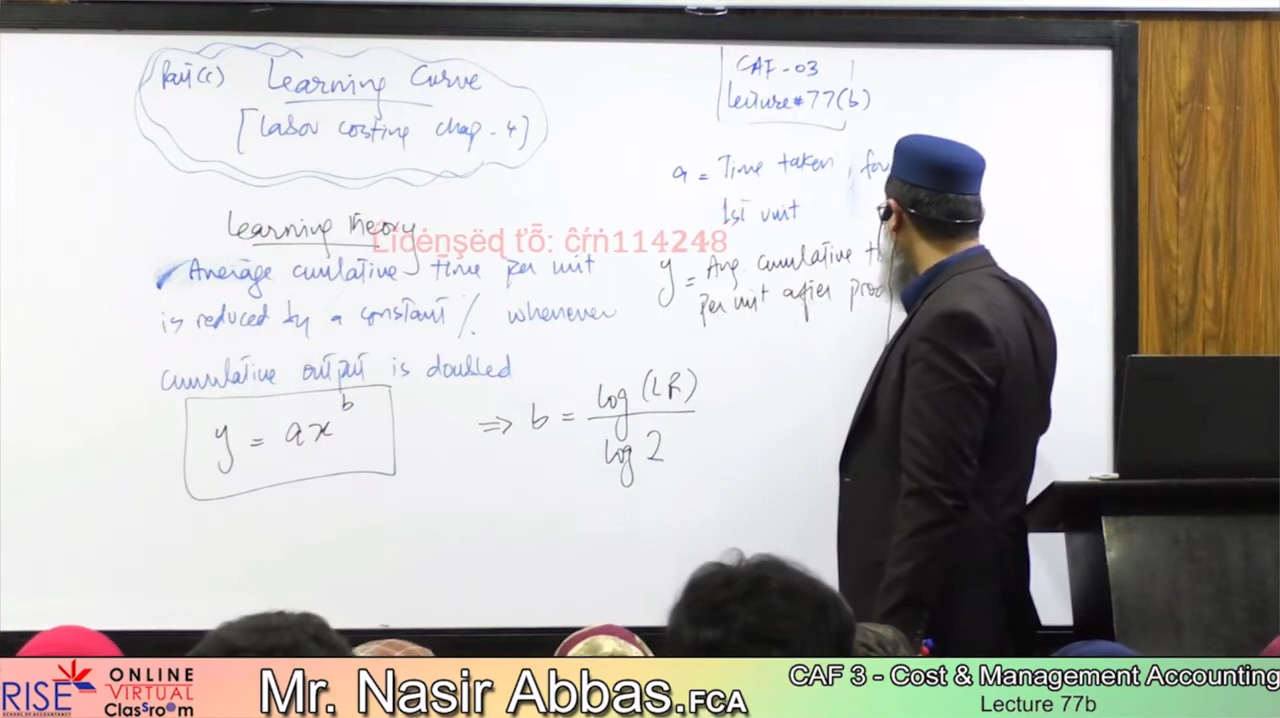 Part (c) Learning Curve
[Labor costing chap - 4]
CAF - 03
Lecture # 77(b)
Learning Theory
Average cumulative time per unit
is reduced by a constant % whenever
cumulative output is doubled
y = ax^b
⇒ b = log (LR) / log 2
a = Time taken for
1st unit
y = Avg. cumulative
per unit after
Licensed to: crn114248
RISE
SCHOOL OF ACCOUNTANCY
ONLINE
VIRTUAL
Classroom
Mr. Nasir Abbas.FCA
CAF 3 - Cost & Management Accounting
Lecture 77b